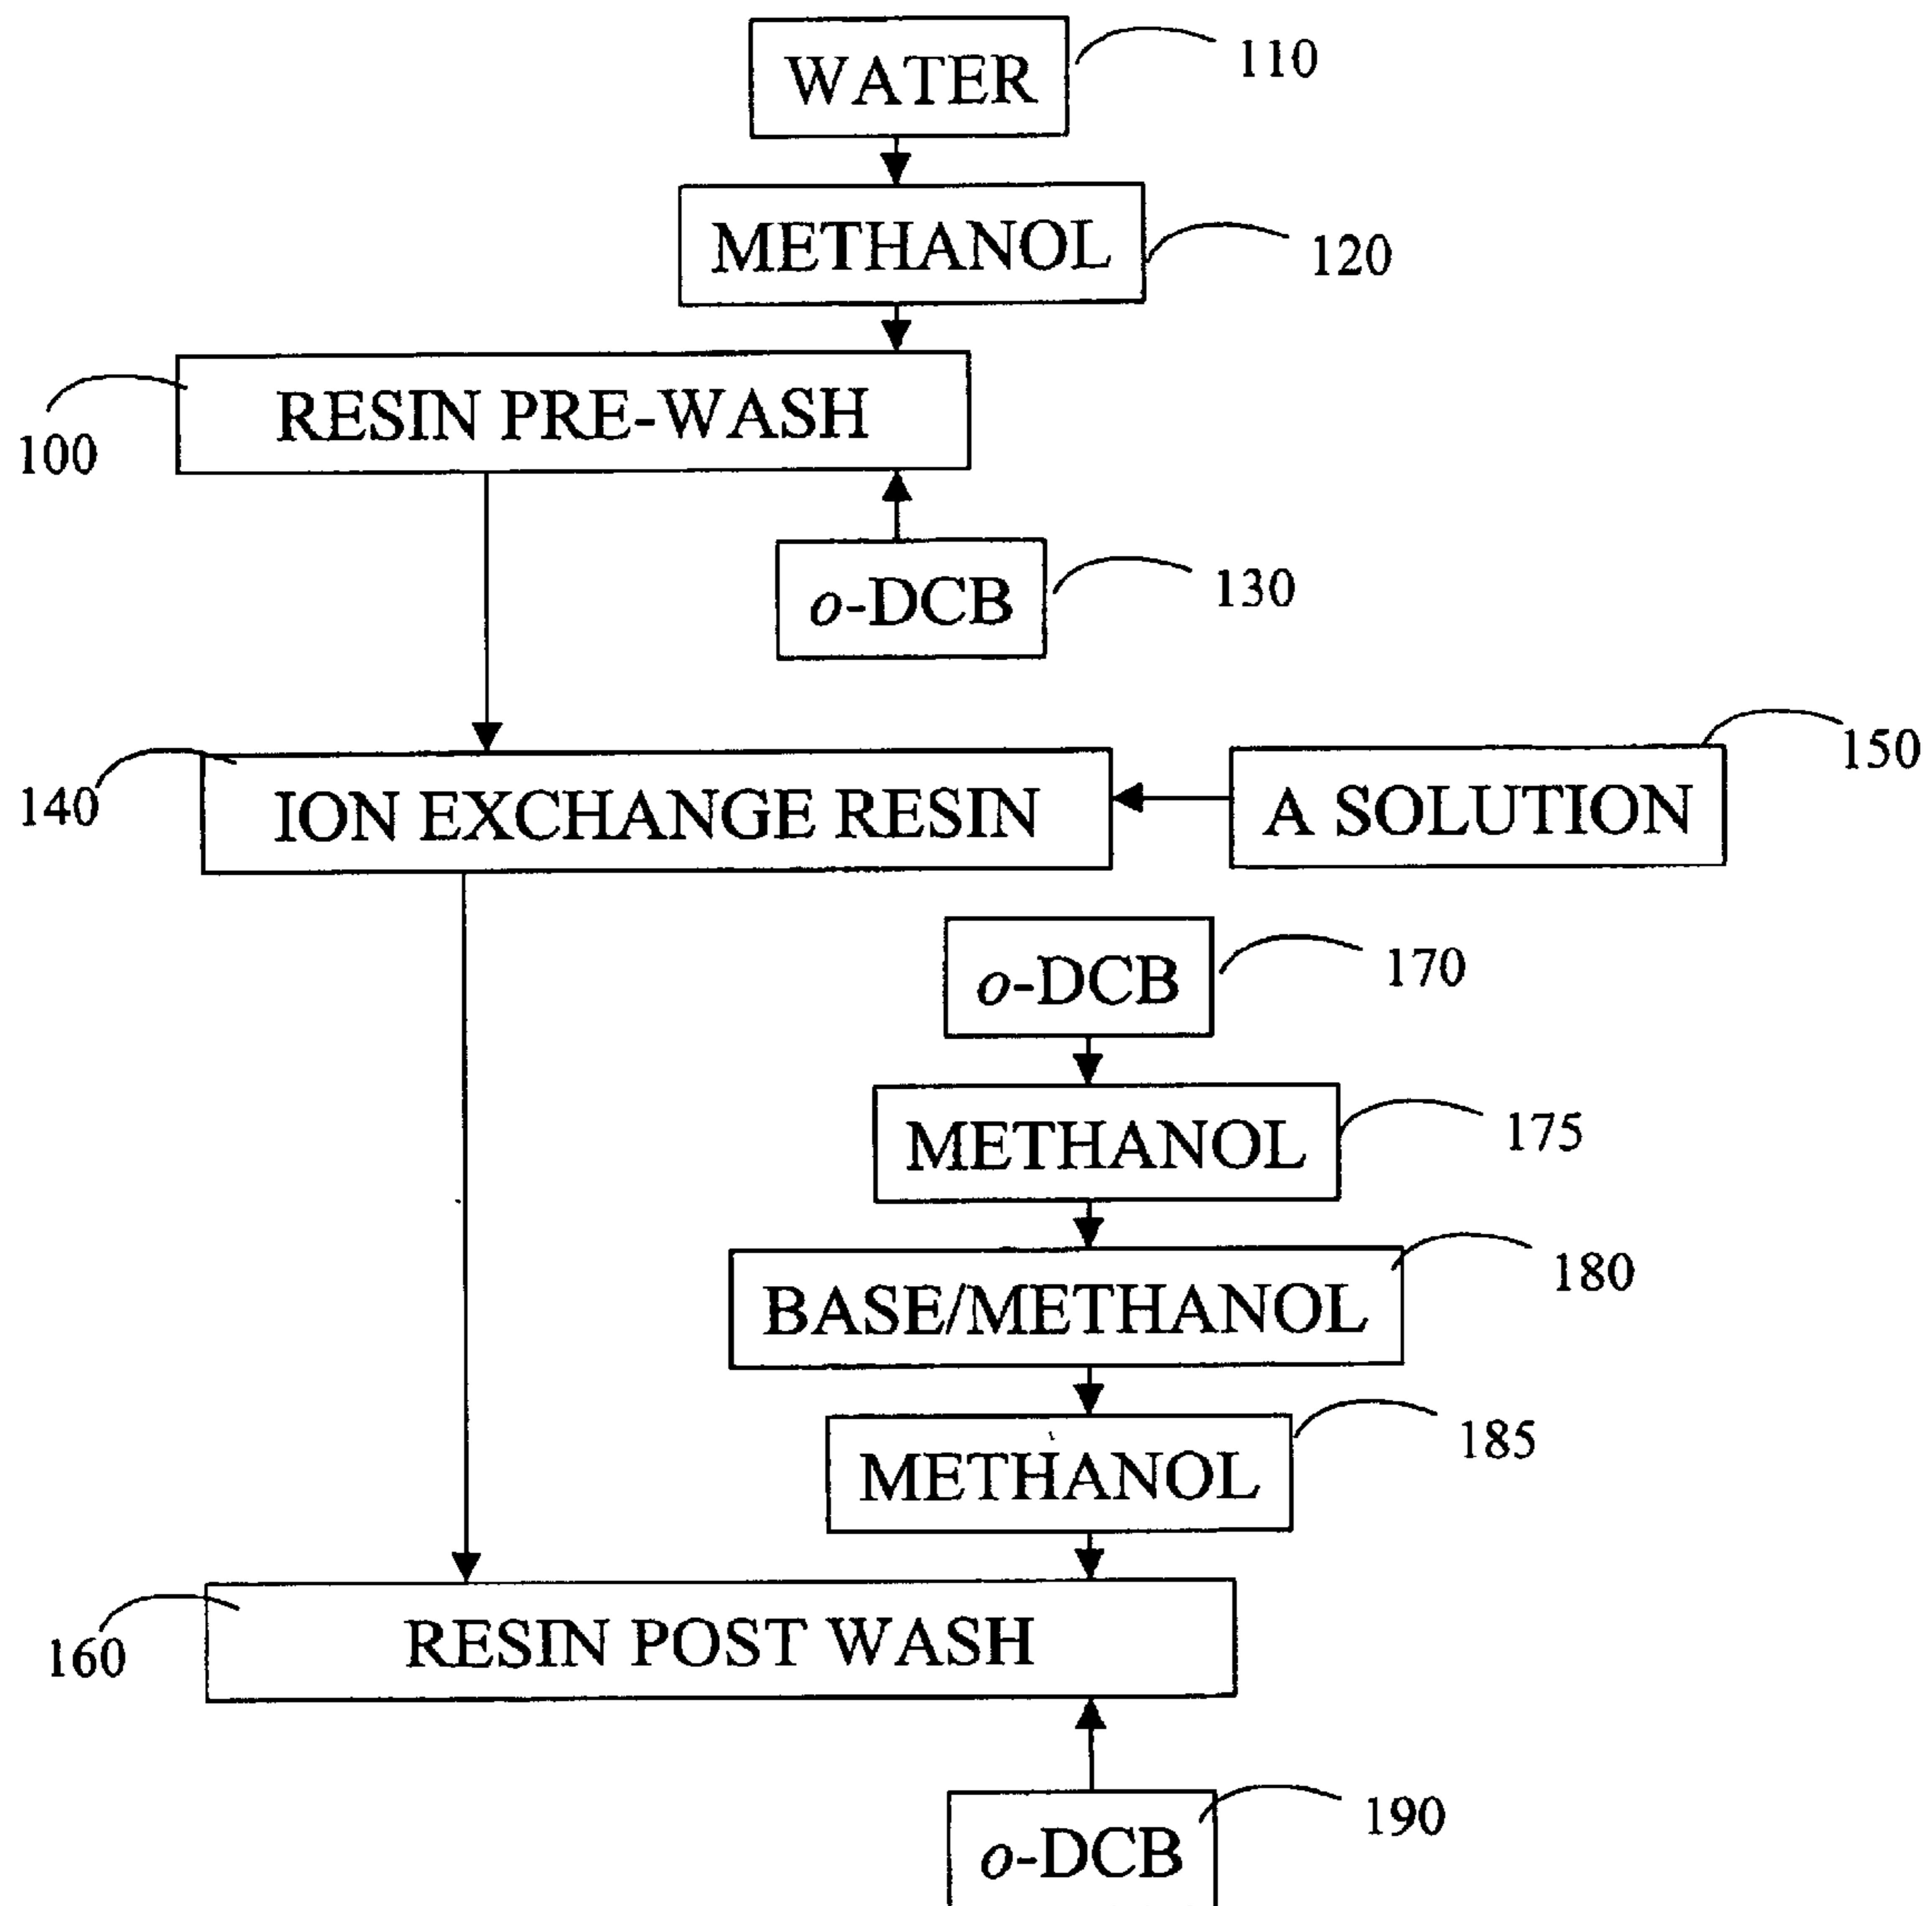 WATER
110
METHANOL
120
RESIN PRE-WASH
100
o-DCB
130
ION EXCHANGE RESIN
140
A SOLUTION
150
o-DCB
170
METHANOL
175
BASE/METHANOL
180
METHANOL
185
RESIN POST WASH
160
o-DCB
190